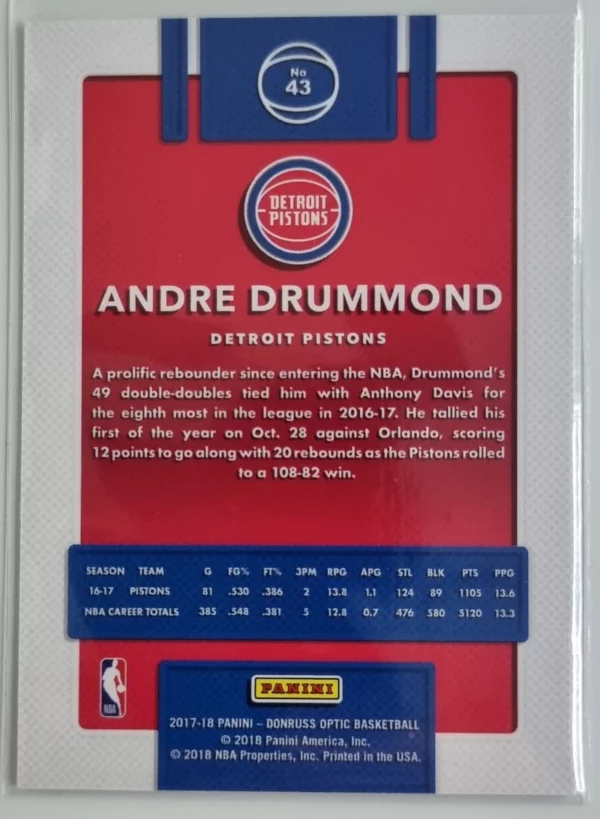 No
43
DETROIT
PISTONS
ANDRE DRUMMOND
DETROIT PISTONS
A prolific rebounder since entering the NBA, Drummond's
49 double-doubles tied him with Anthony Davis for
the eighth most in the league in 2016-17. He tallied his
first of the year on Oct. 28 against Orlando, scoring
12 points to go along with 20 rebounds as the Pistons rolled
to a 108-82 win.
SEASON TEAM G FG% FT% 3PM RPG APG STL BLK PTS PPG
16-17 PISTONS 81 .530 .386 2 13.8 1.1 124 89 1105 13.6
NBA CAREER TOTALS 385 .548 .381 5 12.8 0.7 476 580 5120 13.3
NBA
PANINI
2017-18 PANINI – DONRUSS OPTIC BASKETBALL
© 2018 Panini America, Inc.
© 2018 NBA Properties, Inc. Printed in the USA.